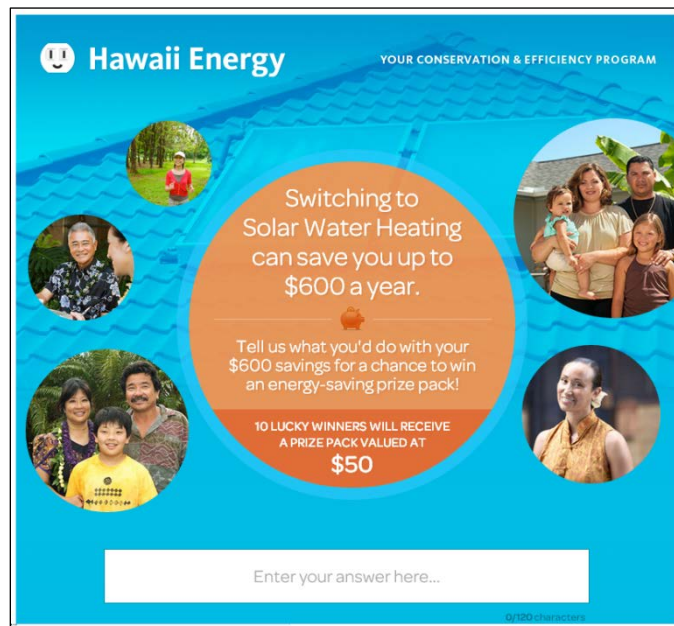 Hawaii Energy
YOUR CONSERVATION & EFFICIENCY PROGRAM
Switching to
Solar Water Heating
can save you up to
$600 a year.
Tell us what you'd do with your
$600 savings for a chance to win
an energy-saving prize pack!
10 LUCKY WINNERS WILL RECEIVE
A PRIZE PACK VALUED AT
$50
Enter your answer here...
0/120 characters